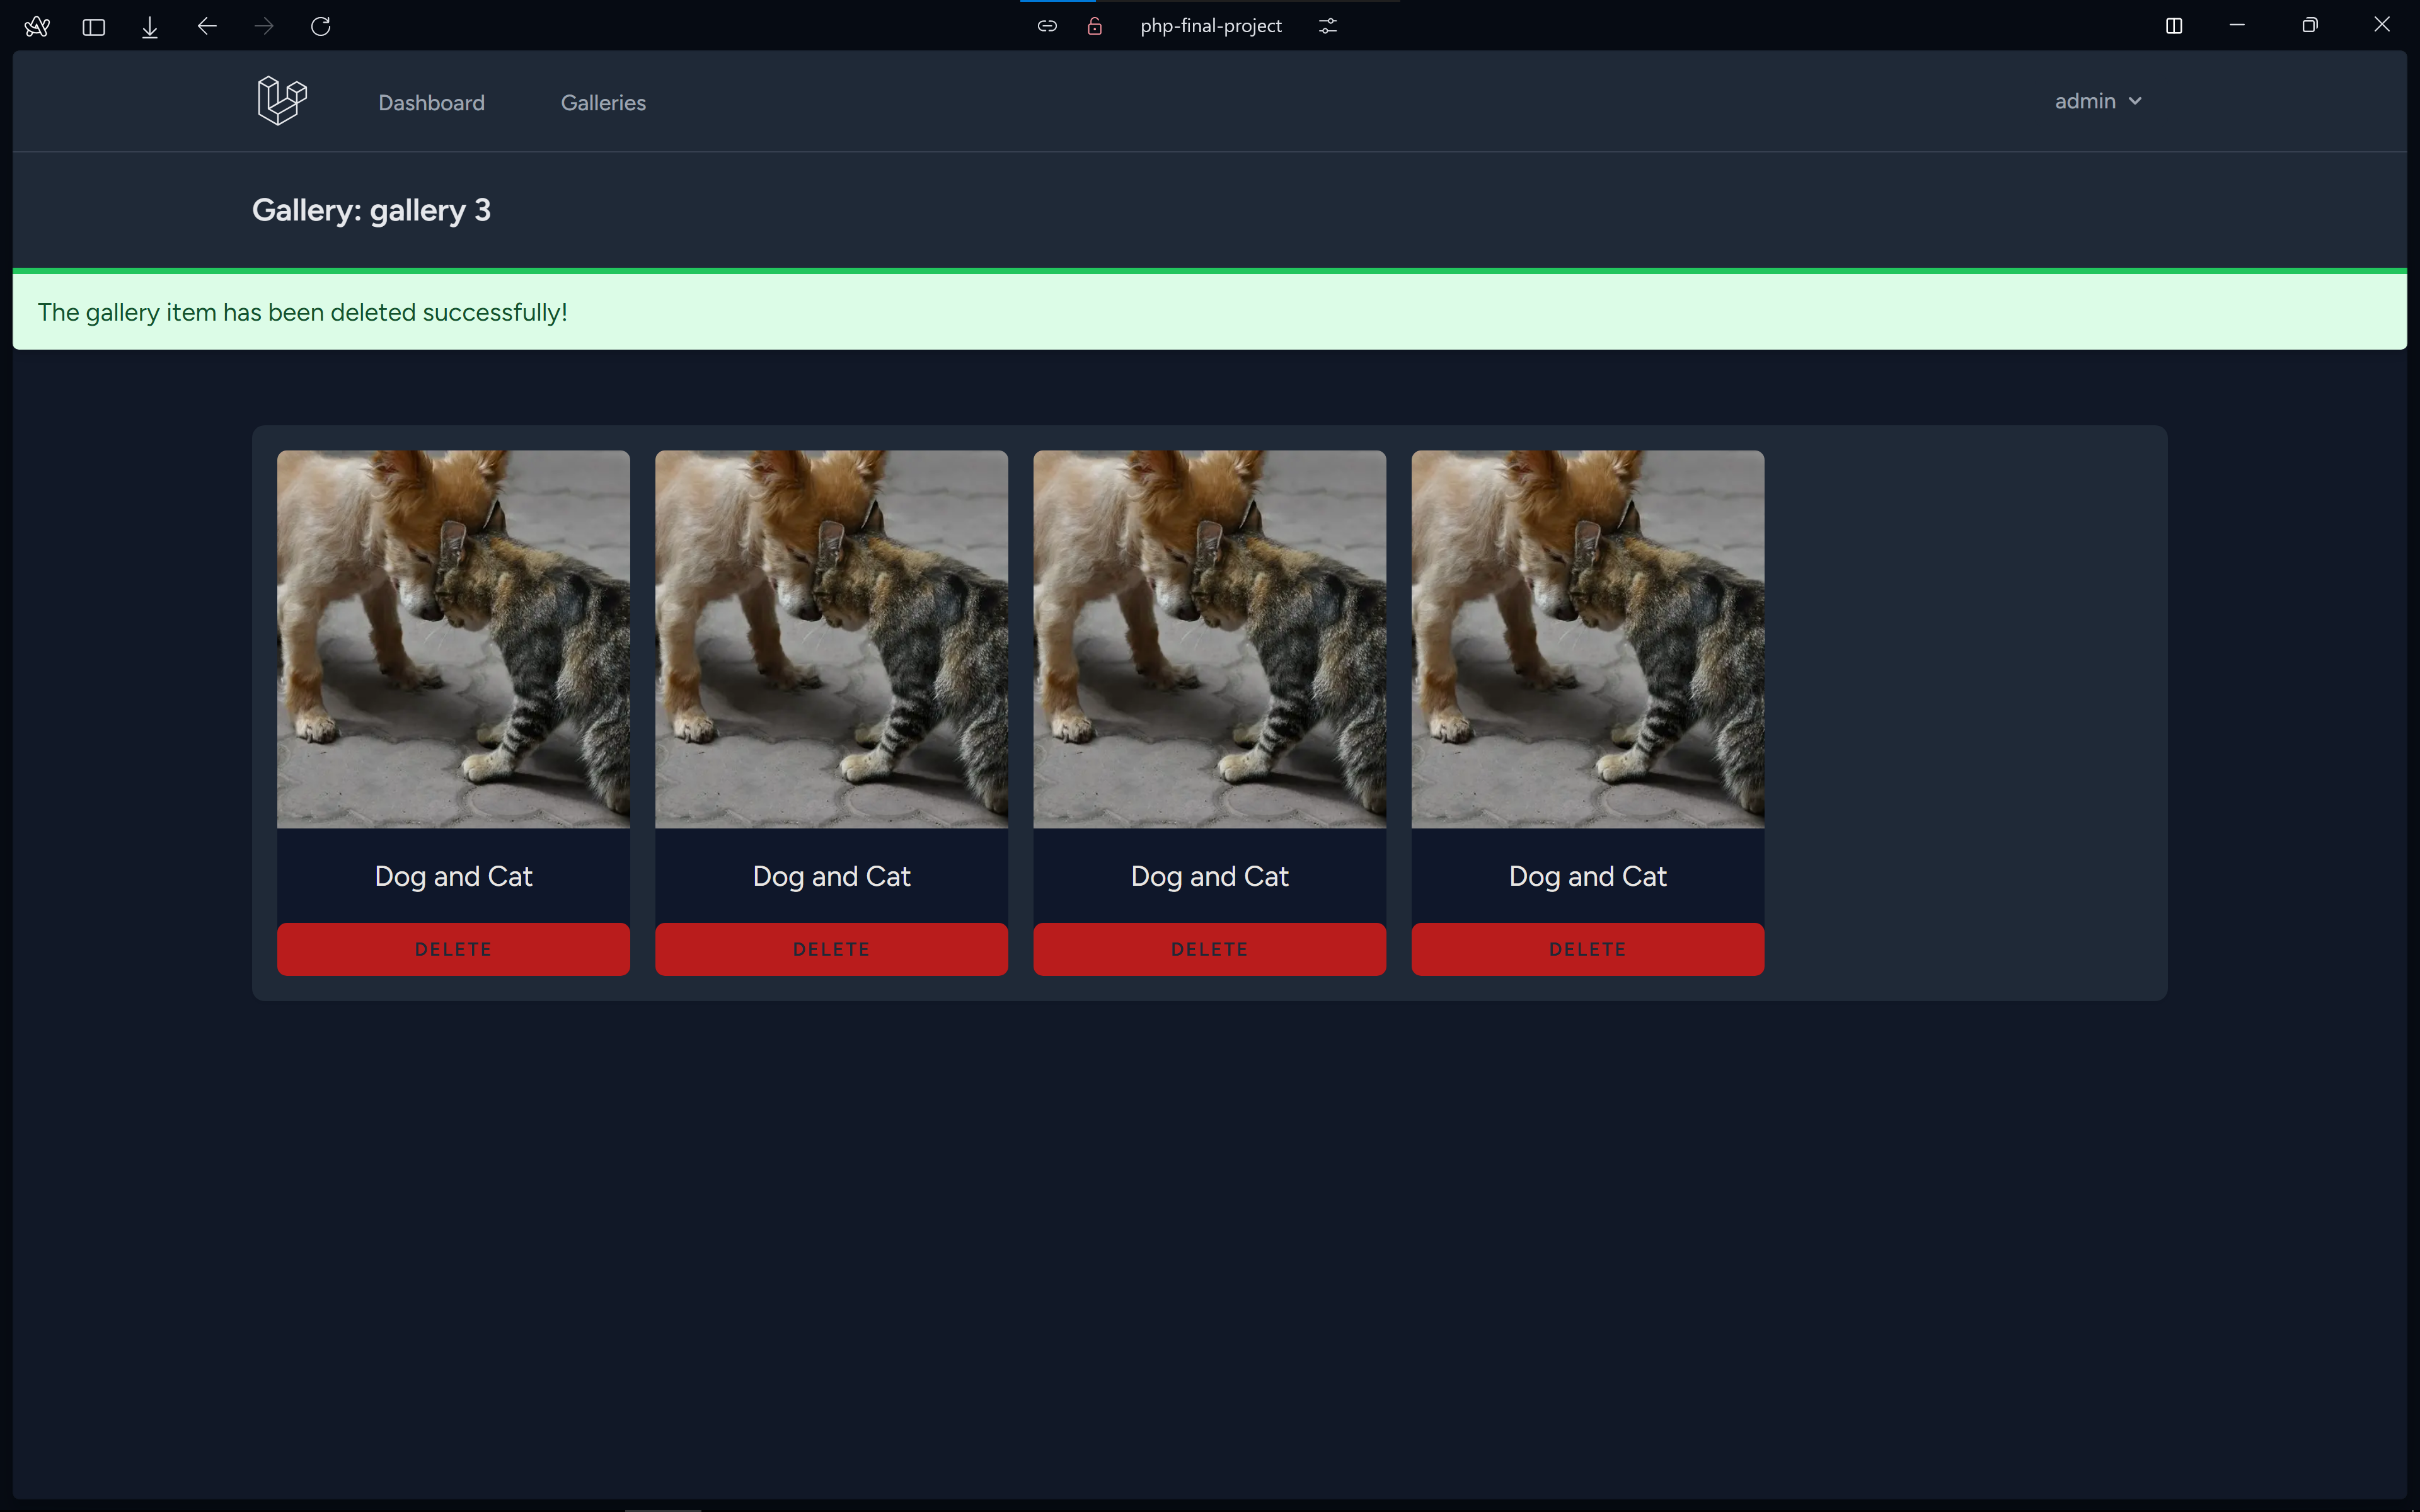 php-final-project
Dashboard
Galleries
admin
Gallery: gallery 3
The gallery item has been deleted successfully!
Dog and Cat
Dog and Cat
Dog and Cat
Dog and Cat
DELETE
DELETE
DELETE
DELETE